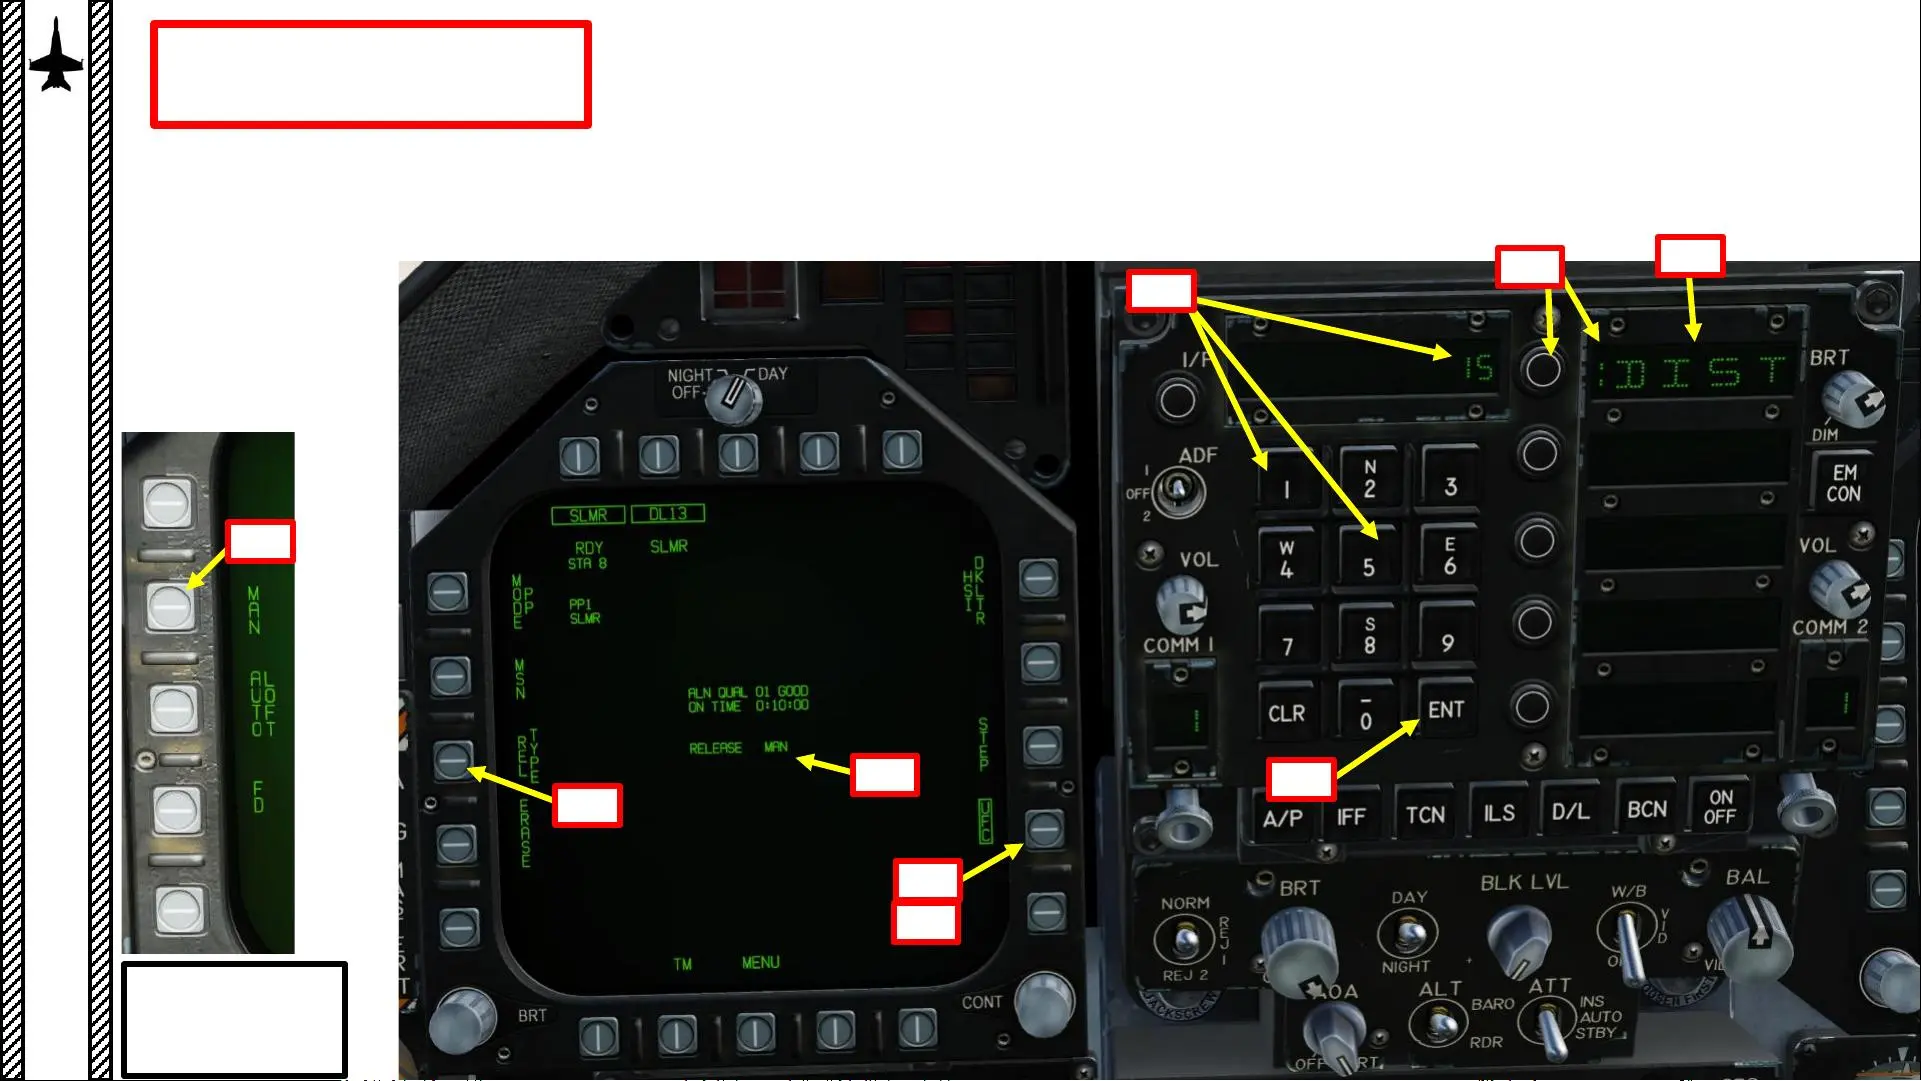 NIGHT DAY
OFF
SLMR DL13
RDY SLMR
STA 8
PP1
SLMR
MODE
PP
MSN
REL
TYPE
ERASE
HSI
DKLTR
STEP
UFC
ALN QUAL 01 GOOD
ON TIME 0:10:00
RELEASE MAN
TM MENU
BRT
CONT
MAN
AUTO
LOFT
FD
I/P
15
:DIST
BRT
DIM
ADF
1
OFF
2
1
N
2
3
W
4
5
E
6
7
S
8
9
CLR
–
0
ENT
EM
CON
VOL
COMM 1
VOL
COMM 2
A/P IFF TCN ILS D/L BCN ON
OFF
NORM
REJ 1
REJ 2
BRT
DAY
NIGHT
BLK LVL
W/B
VID
BAL
AOA
ALT
BARO
RDR
ATT
INS
AUTO
STBY